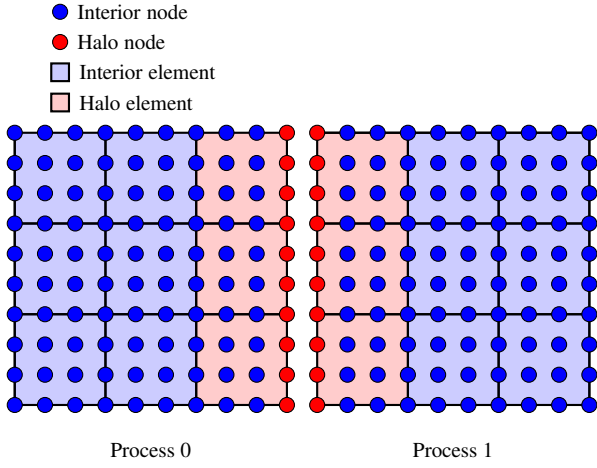 Interior node
Halo node
Interior element
Halo element
Process 0
Process 1